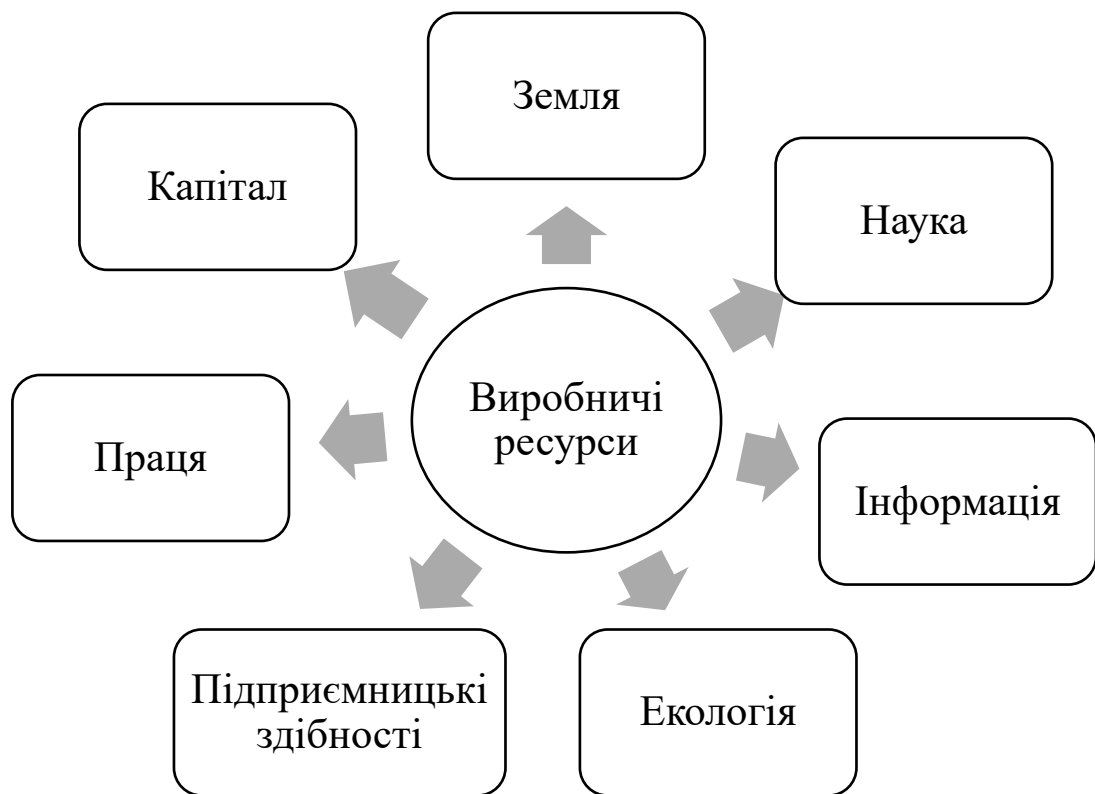 Земля
Капітал
Наука
Виробничі
ресурси
Праця
Інформація
Підприємницькі
здібності
Екологія